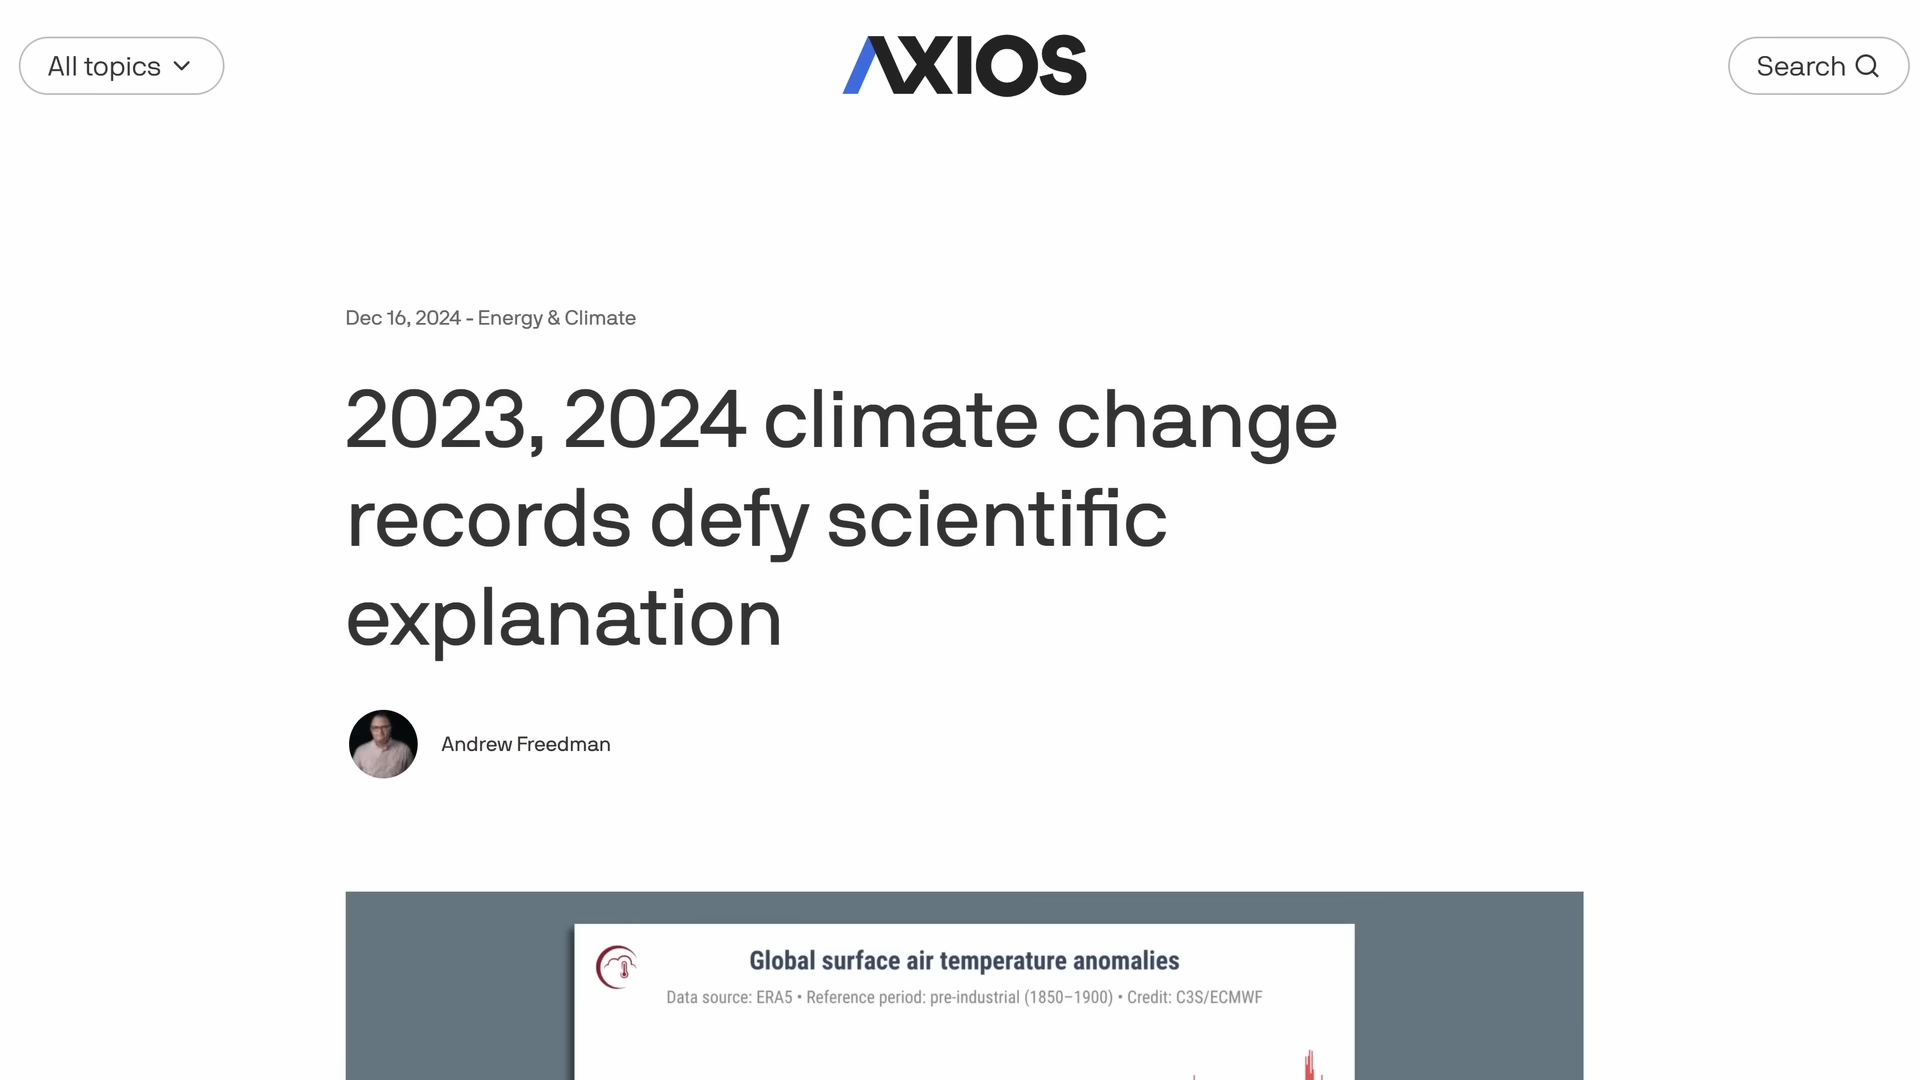 All topics
AXIOS
Search
Dec 16, 2024 - Energy & Climate
2023, 2024 climate change
records defy scientific
explanation
Andrew Freedman
Global surface air temperature anomalies
Data source: ERA5 • Reference period: pre-industrial (1850–1900) • Credit: C3S/ECMWF